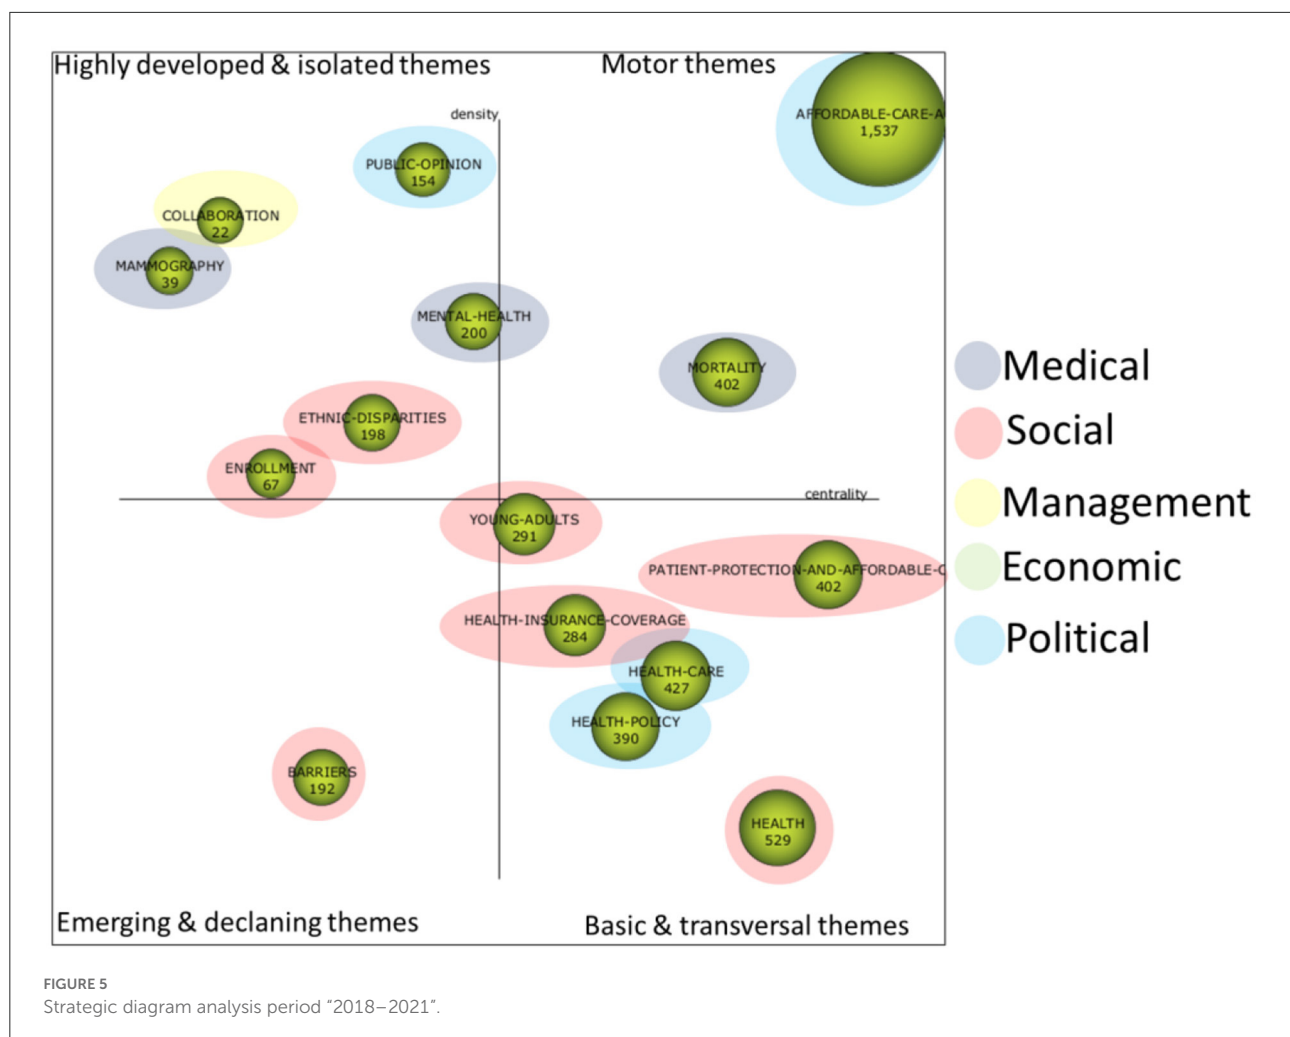 Highly developed & isolated themes
Motor themes
density
AFFORDABLE-CARE-A
1,537
PUBLIC-OPINION
154
COLLABORATION
22
MAMMOGRAPHY
39
MENTAL-HEALTH
200
MORTALITY
402
ETHNIC-DISPARITIES
198
ENROLLMENT
67
centrality
YOUNG-ADULTS
291
PATIENT-PROTECTION-AND-AFFORDABLE-C
402
HEALTH-INSURANCE-COVERAGE
284
HEALTH-CARE
427
HEALTH-POLICY
390
BARRIERS
192
HEALTH
529
Emerging & declaning themes
Basic & transversal themes
Medical
Social
Management
Economic
Political
FIGURE 5
Strategic diagram analysis period “2018–2021”.